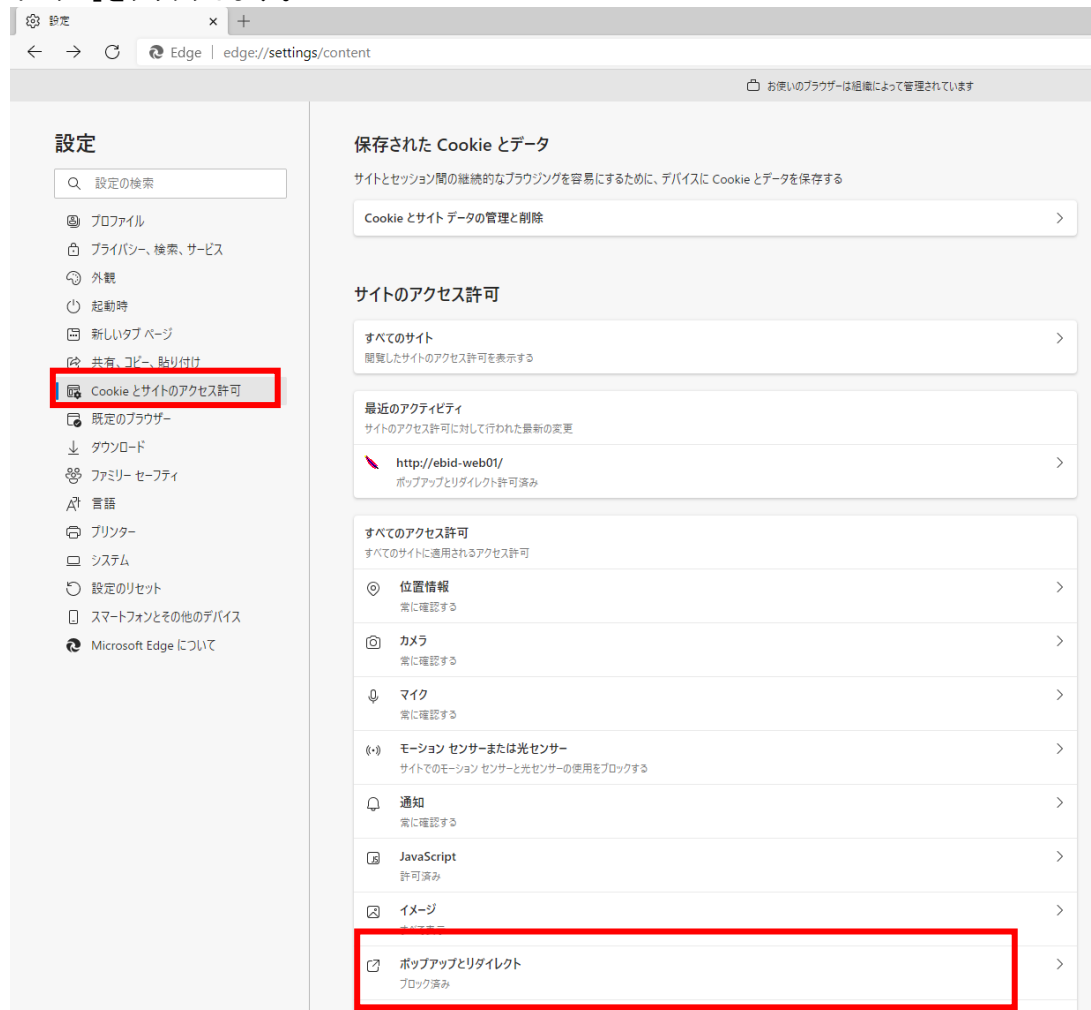 設定
Edge | edge://settings/content
お使いのブラウザーは組織によって管理されています
設定
設定の検索
プロファイル
プライバシー、検索、サービス
外観
起動時
新しいタブ ページ
共有、コピー、貼り付け
Cookie とサイトのアクセス許可
既定のブラウザー
ダウンロード
ファミリー セーフティ
言語
プリンター
システム
設定のリセット
スマートフォンとその他のデバイス
Microsoft Edge について
保存された Cookie とデータ
サイトとセッション間の継続的なブラウジングを容易にするために、デバイスに Cookie とデータを保存する
Cookie とサイト データの管理と削除
サイトのアクセス許可
すべてのサイト
閲覧したサイトのアクセス許可を表示する
最近のアクティビティ
サイトのアクセス許可に対して行われた最新の変更
http://ebid-web01/
ポップアップとリダイレクト許可済み
すべてのアクセス許可
すべてのサイトに適用されるアクセス許可
位置情報
常に確認する
カメラ
常に確認する
マイク
常に確認する
モーション センサーまたは光センサー
サイトでのモーション センサーと光センサーの使用をブロックする
通知
常に確認する
JavaScript
許可済み
イメージ
すべて表示
ポップアップとリダイレクト
ブロック済み